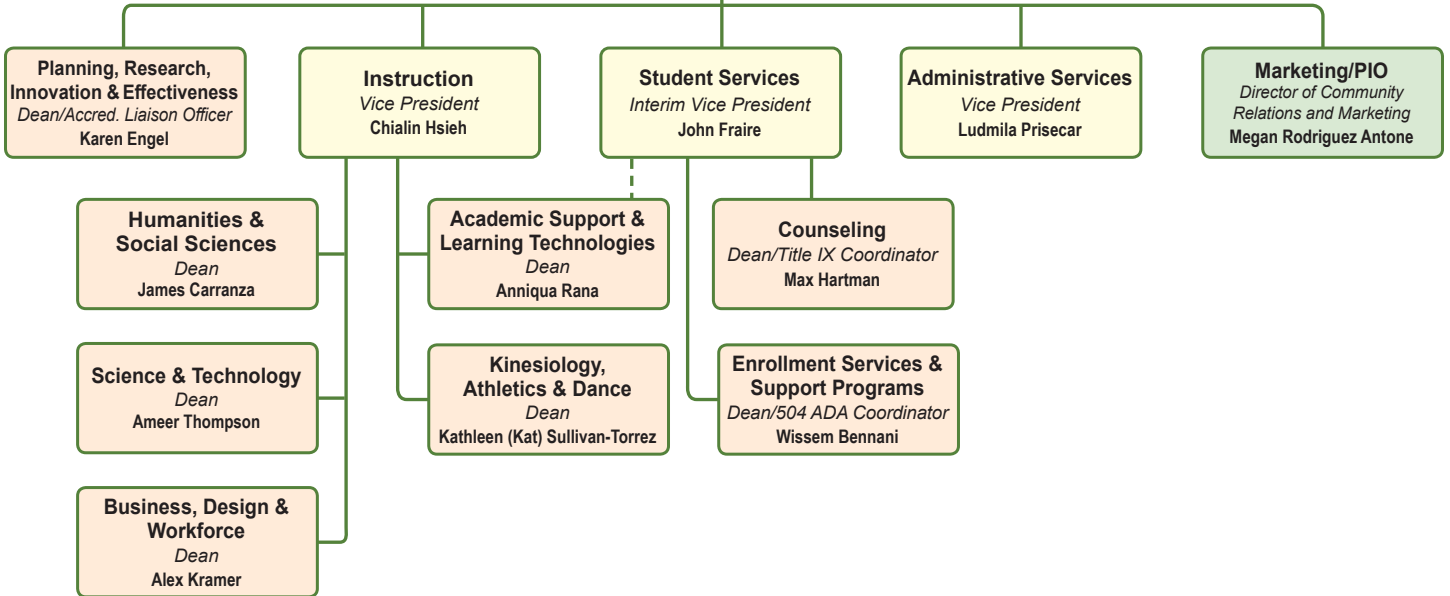 Planning, Research,
Innovation & Effectiveness
Dean/Accred. Liaison Officer
Karen Engel
Instruction
Vice President
Chialin Hsieh
Student Services
Interim Vice President
John Fraire
Administrative Services
Vice President
Ludmila Prisecar
Marketing/PIO
Director of Community
Relations and Marketing
Megan Rodriguez Antone
Humanities &
Social Sciences
Dean
James Carranza
Academic Support &
Learning Technologies
Dean
Anniqua Rana
Counseling
Dean/Title IX Coordinator
Max Hartman
Science & Technology
Dean
Ameer Thompson
Kinesiology,
Athletics & Dance
Dean
Kathleen (Kat) Sullivan-Torrez
Enrollment Services &
Support Programs
Dean/504 ADA Coordinator
Wissem Bennani
Business, Design &
Workforce
Dean
Alex Kramer